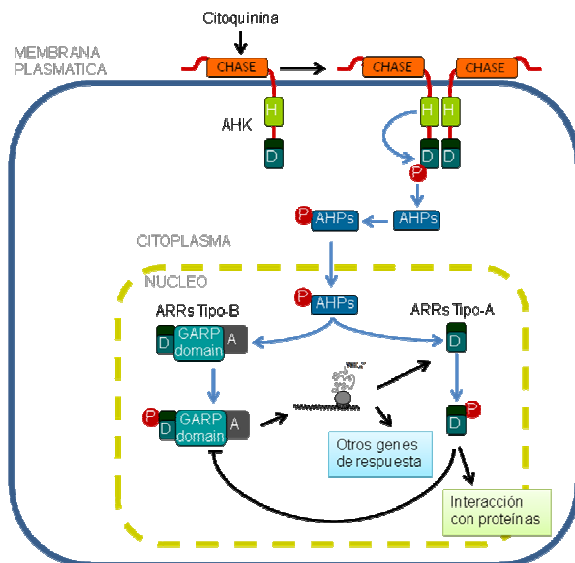 Citoquinina
MEMBRANA
PLASMATICA
CHASE
CHASE
CHASE
H
H H
AHK
D
D D
P
P AHPs
AHPs
CITOPLASMA
NUCLEO
P AHPs
ARRs Tipo-B
ARRs Tipo-A
D GARP domain A
D
P D GARP domain A
P
D
Otros genes
de respuesta
Interacción
con proteínas